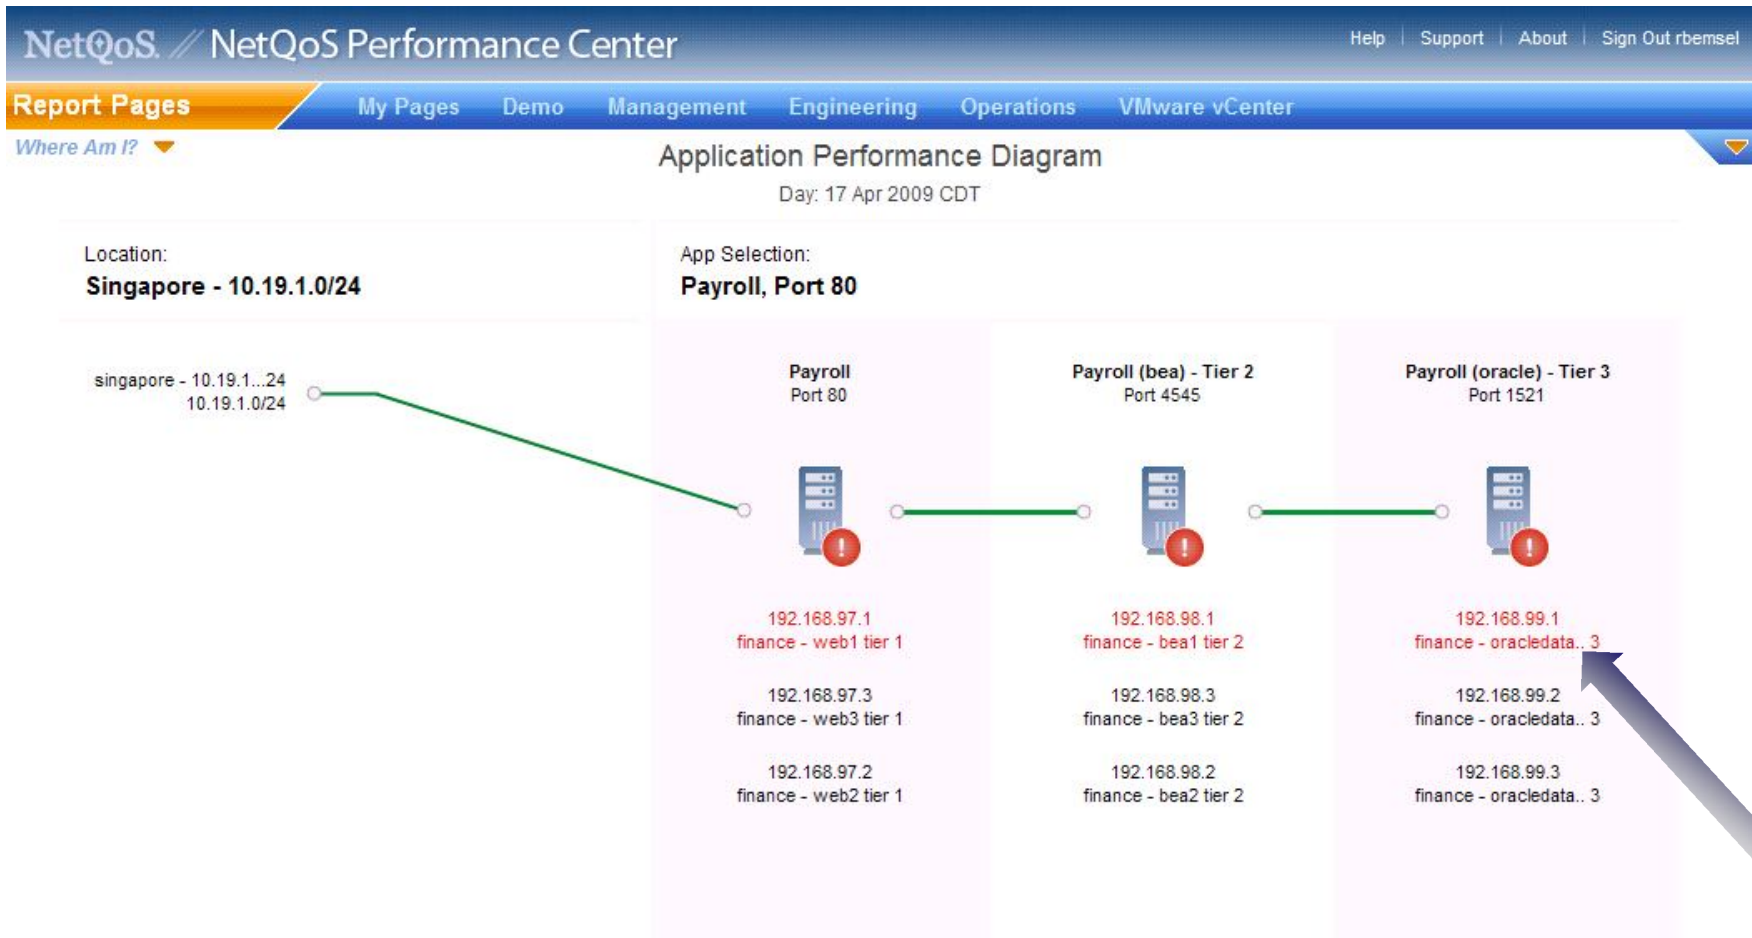 NetQoS. // NetQoS Performance Center
Help | Support | About | Sign Out rbemsel
Report Pages
My Pages Demo Management Engineering Operations VMware vCenter
Where Am I?
Application Performance Diagram
Day: 17 Apr 2009 CDT
Location:
Singapore - 10.19.1.0/24
App Selection:
Payroll, Port 80
singapore - 10.19.1...24
10.19.1.0/24
Payroll
Port 80
192.168.97.1
finance - web1 tier 1
192.168.97.3
finance - web3 tier 1
192.168.97.2
finance - web2 tier 1
Payroll (bea) - Tier 2
Port 4545
192.168.98.1
finance - bea1 tier 2
192.168.98.3
finance - bea3 tier 2
192.168.98.2
finance - bea2 tier 2
Payroll (oracle) - Tier 3
Port 1521
192.168.99.1
finance - oracledata.. 3
192.168.99.2
finance - oracledata.. 3
192.168.99.3
finance - oracledata.. 3